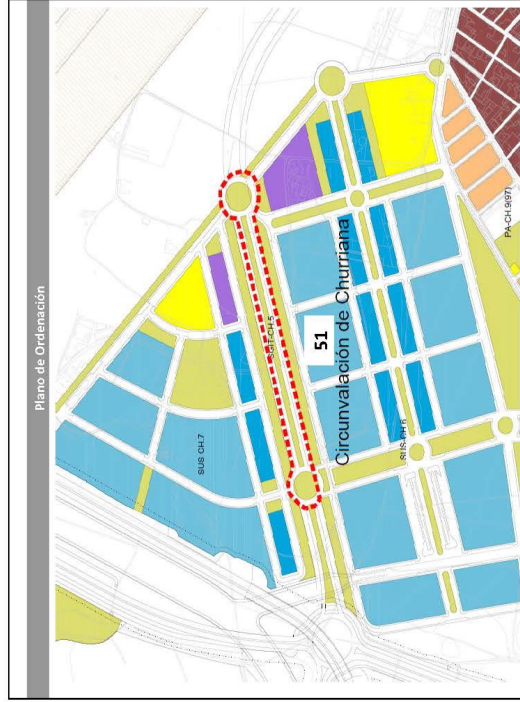 Plano de Ordenación
SUS CH.7
SGIT-CH.5
51
Circunvalación de Churriana
SUS-CH.6
PA-CH.9(97)